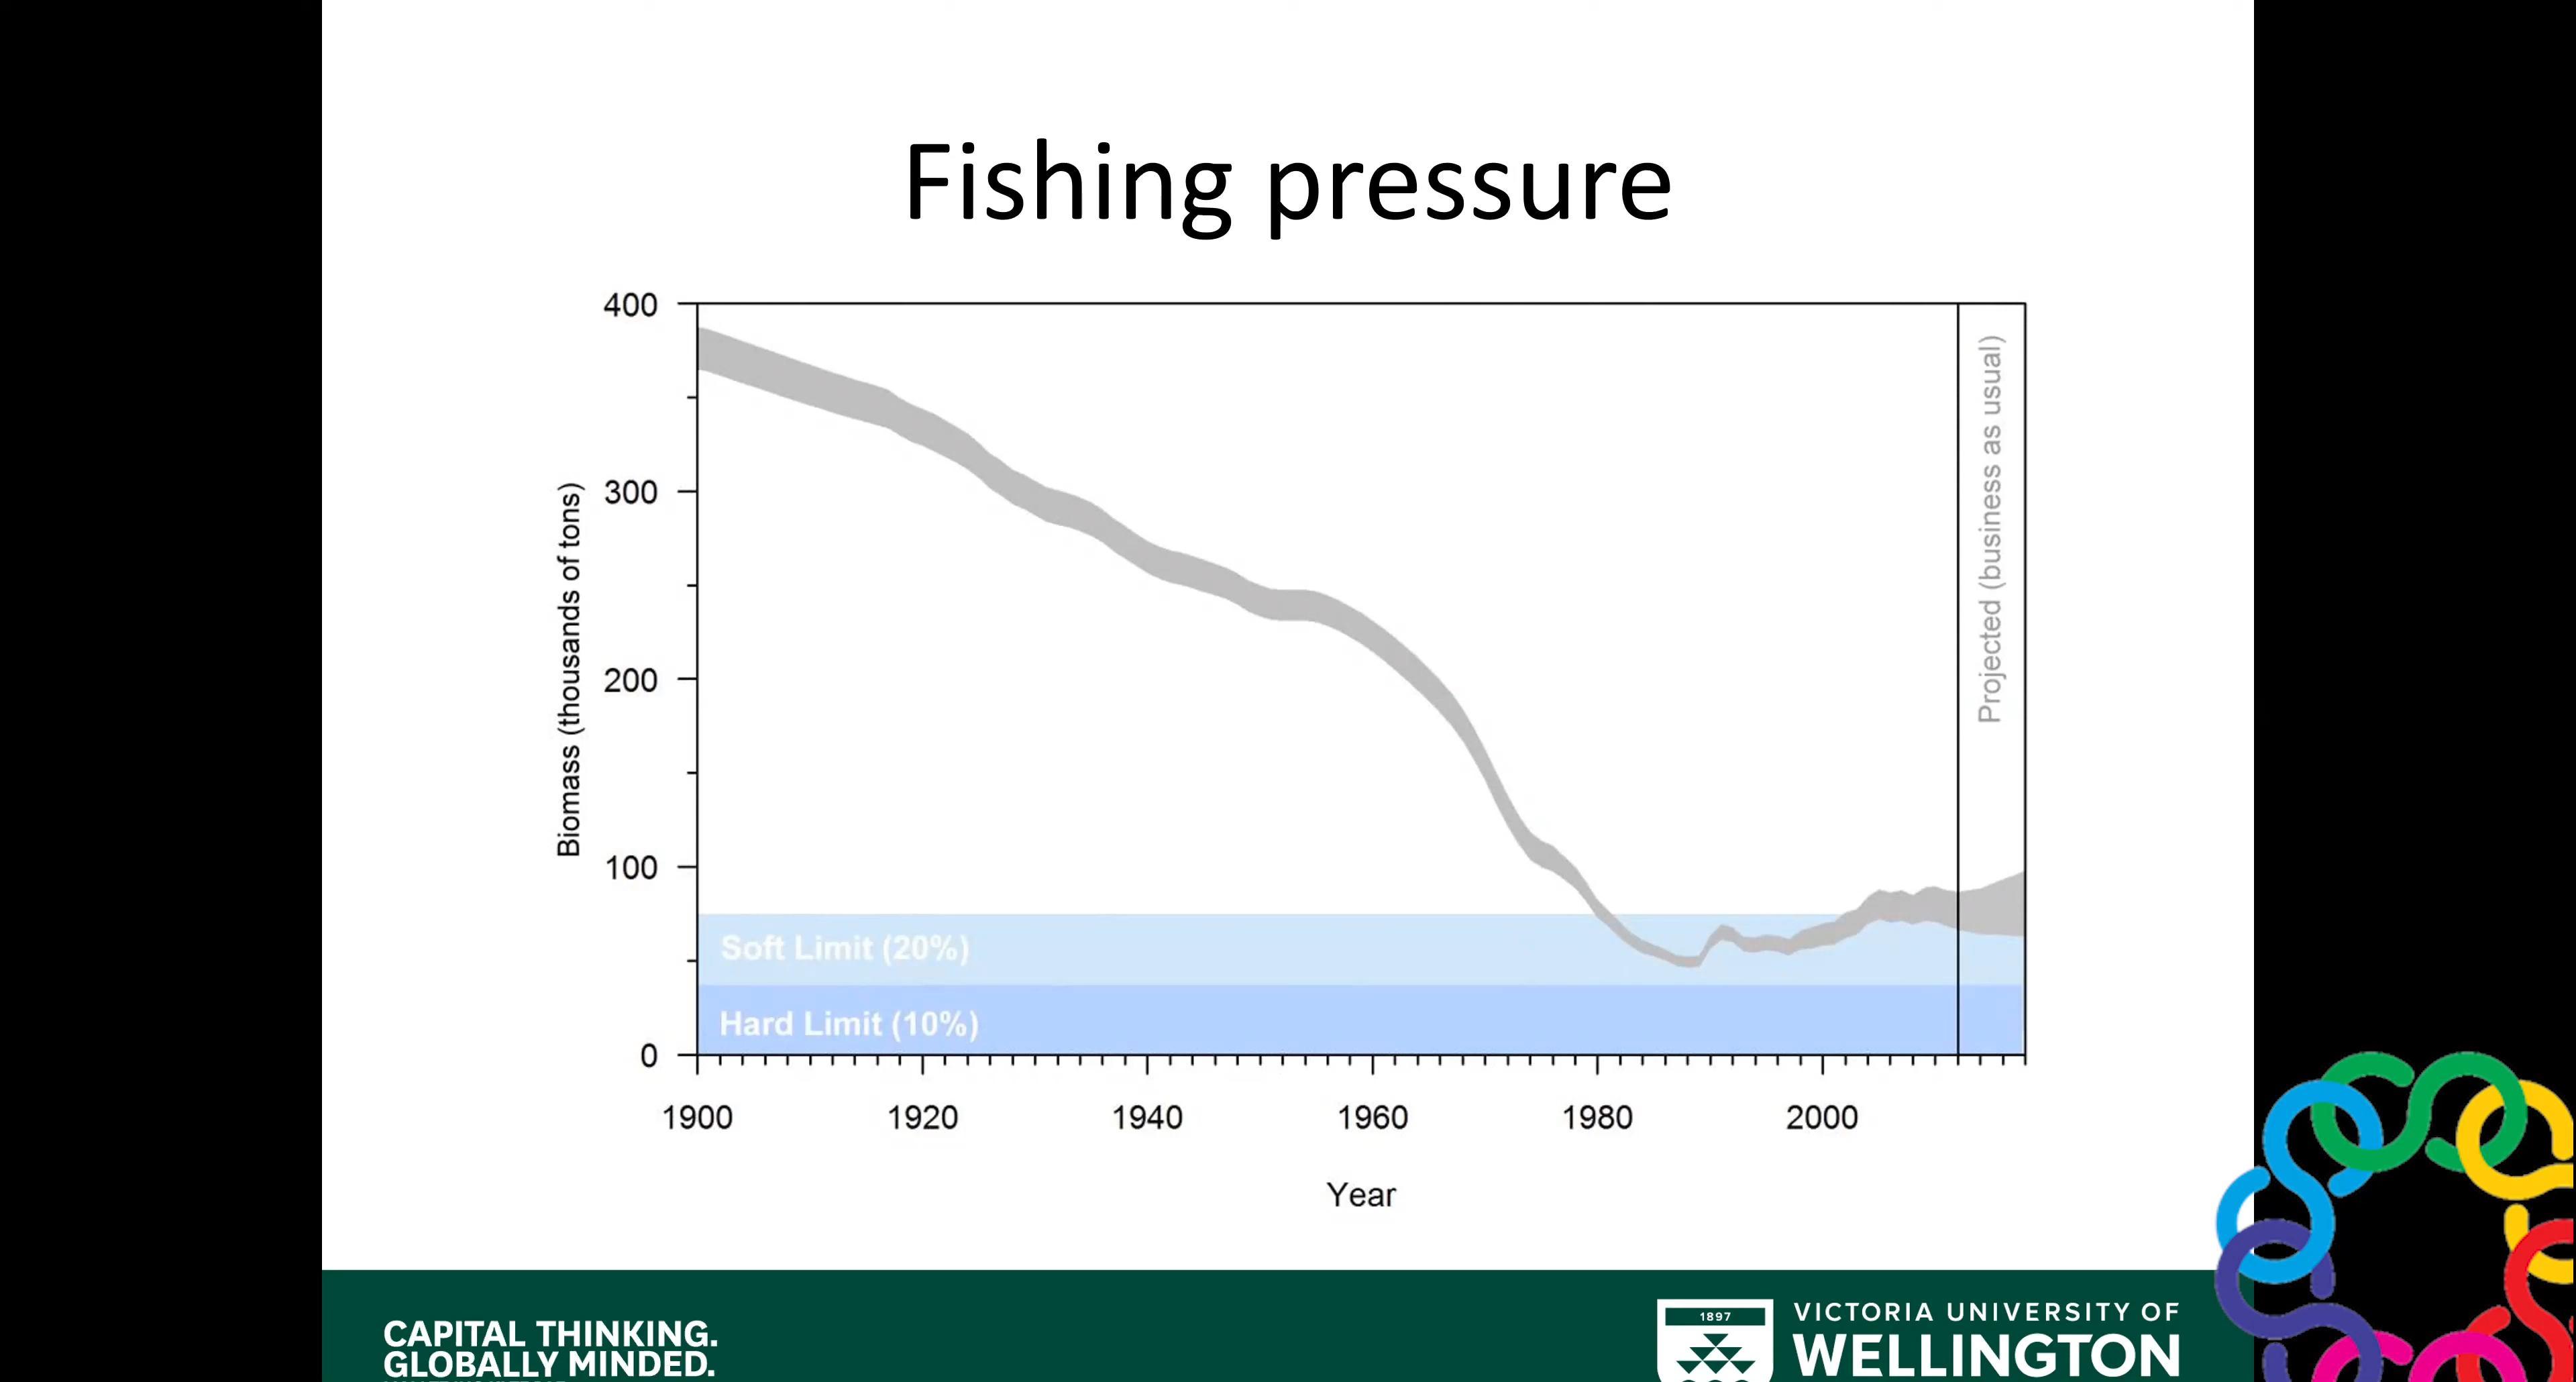 Fishing pressure
400
300
200
100
0
Biomass (thousands of tons)
Projected (business as usual)
Soft Limit (20%)
Hard Limit (10%)
1900 1920 1940 1960 1980 2000
Year
CAPITAL THINKING.
GLOBALLY MINDED.
1897
VICTORIA UNIVERSITY OF
WELLINGTON